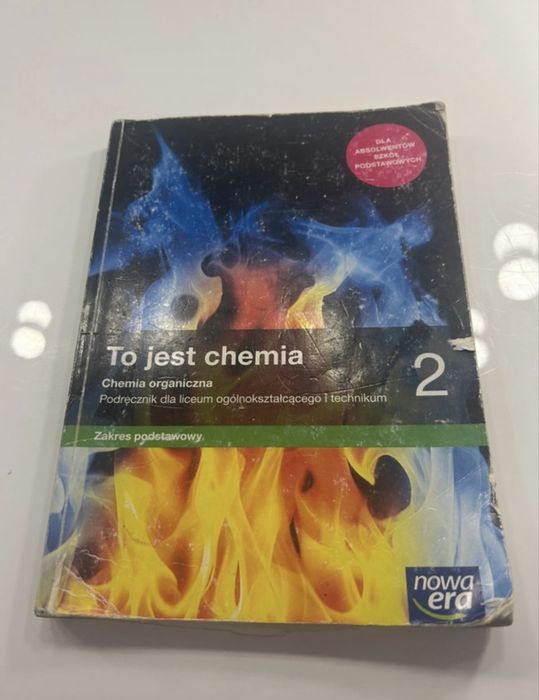 DLA
ABSOLWENTÓW
SZKÓŁ
PODSTAWOWYCH
To jest chemia
2
Chemia organiczna
Podręcznik dla liceum ogólnokształcącego i technikum
Zakres podstawowy
nowa
era